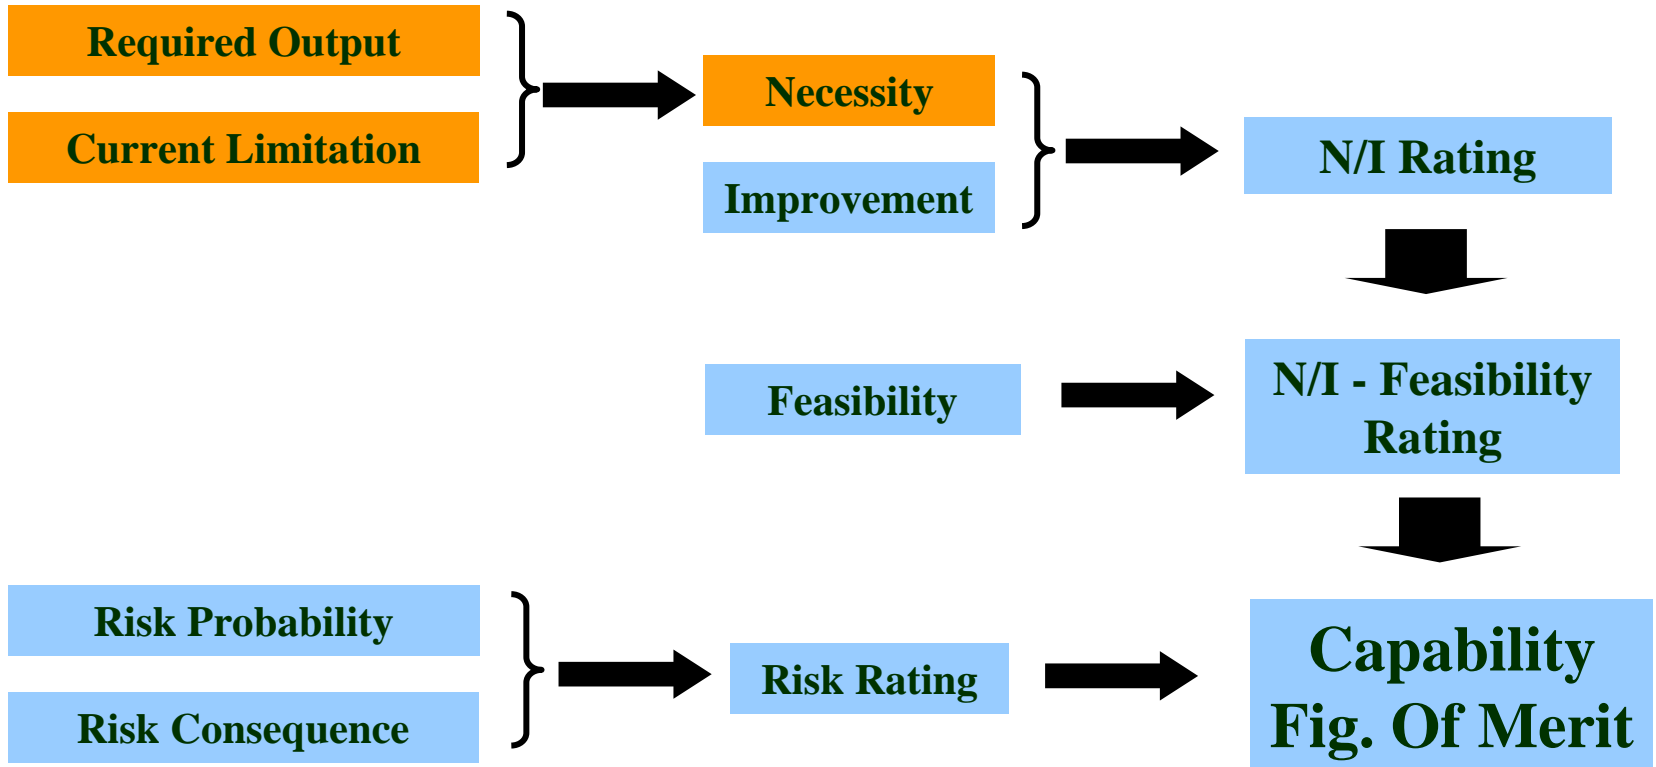 Required Output
Current Limitation
Necessity
Improvement
N/I Rating
Feasibility
N/I - Feasibility
Rating
Risk Probability
Risk Consequence
Risk Rating
Capability
Fig. Of Merit